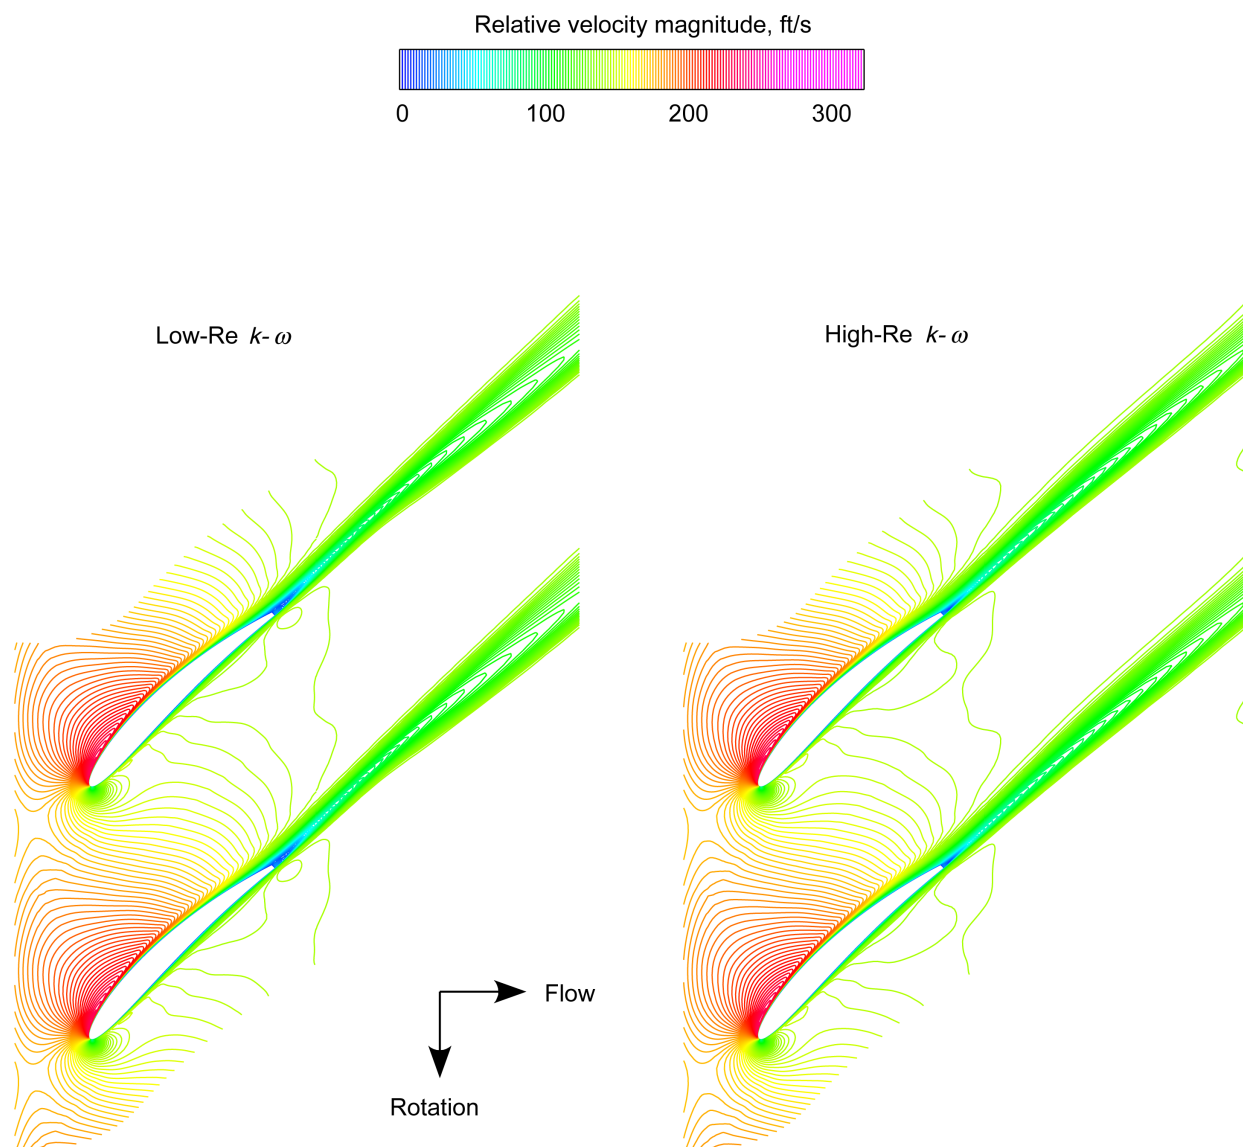 Relative velocity magnitude, ft/s
0 100 200 300
Low-Re k-ω
High-Re k-ω
Flow
Rotation